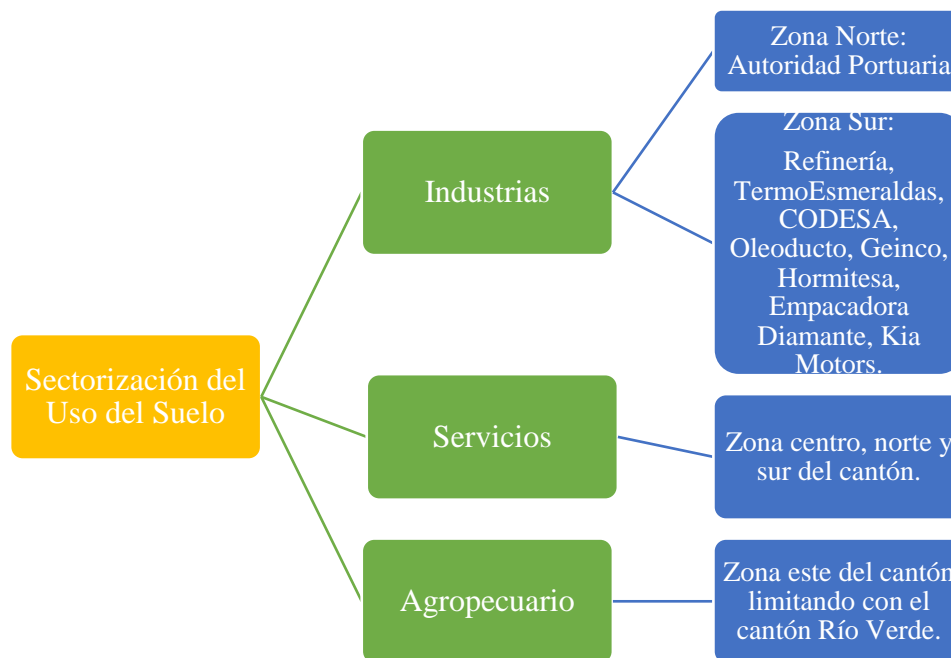 Sectorización del
Uso del Suelo
Industrias
Zona Norte:
Autoridad Portuaria
Zona Sur:
Refinería,
TermoEsmeraldas,
CODESA,
Oleoducto, Geinco,
Hormitesa,
Empacadora
Diamante, Kia
Motors.
Servicios
Zona centro, norte y
sur del cantón.
Agropecuario
Zona este del cantón
limitando con el
cantón Río Verde.